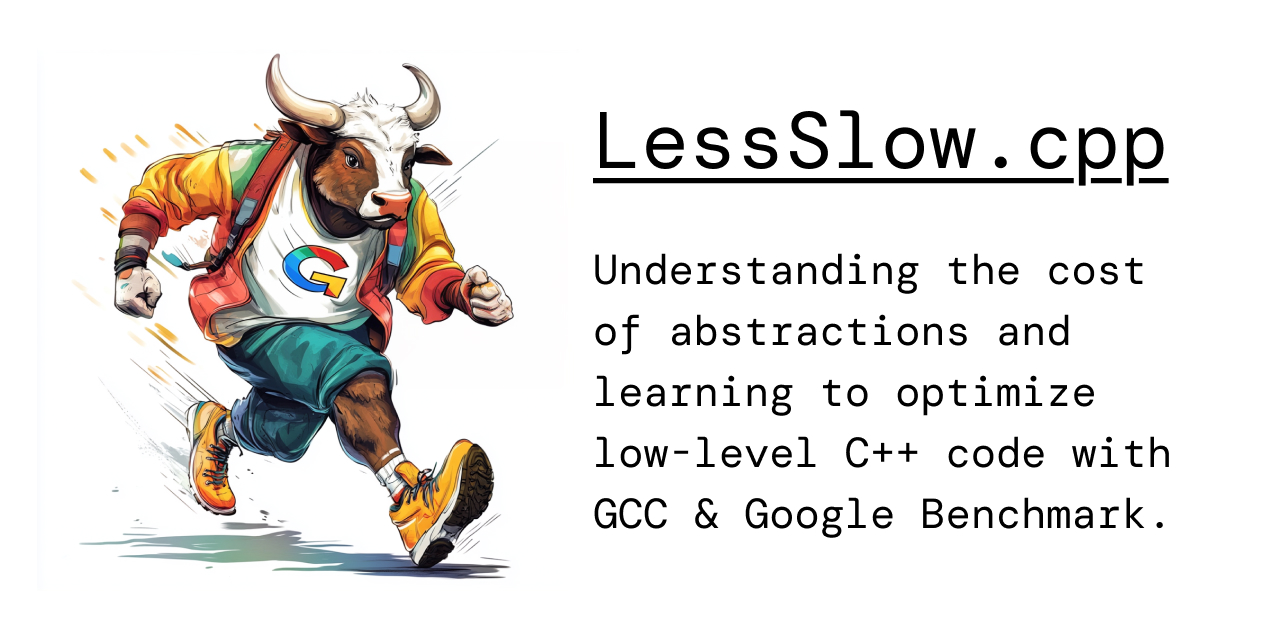 LessSlow.cpp
Understanding the cost
of abstractions and
learning to optimize
low-level C++ code with
GCC & Google Benchmark.
G